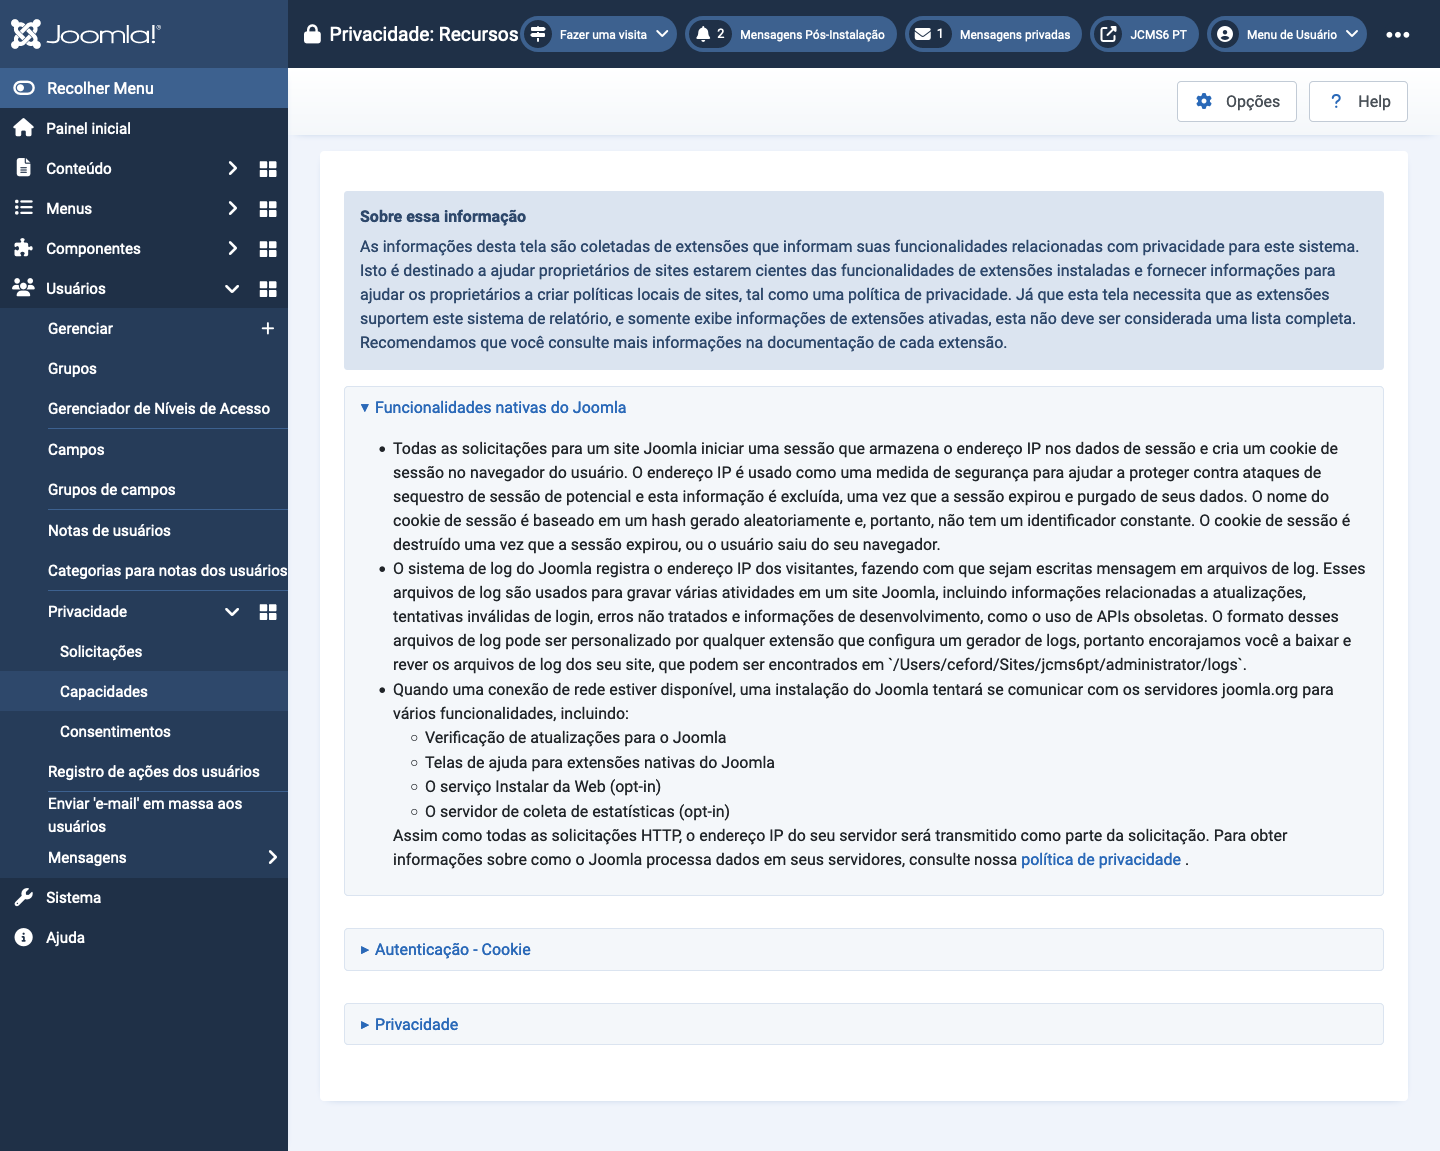 Joomla!®
Privacidade: Recursos
Fazer uma visita
2
Mensagens Pós-Instalação
1
Mensagens privadas
JCMS6 PT
Menu de Usuário
Recolher Menu
Painel inicial
Conteúdo
Menus
Componentes
Usuários
Gerenciar
Grupos
Gerenciador de Níveis de Acesso
Campos
Grupos de campos
Notas de usuários
Categorias para notas dos usuários
Privacidade
Solicitações
Capacidades
Consentimentos
Registro de ações dos usuários
Enviar 'e-mail' em massa aos
usuários
Mensagens
Sistema
Ajuda
Opções
? Help
Sobre essa informação
As informações desta tela são coletadas de extensões que informam suas funcionalidades relacionadas com privacidade para este sistema.
Isto é destinado a ajudar proprietários de sites estarem cientes das funcionalidades de extensões instaladas e fornecer informações para
ajudar os proprietários a criar políticas locais de sites, tal como uma política de privacidade. Já que esta tela necessita que as extensões
suportem este sistema de relatório, e somente exibe informações de extensões ativadas, esta não deve ser considerada uma lista completa.
Recomendamos que você consulte mais informações na documentação de cada extensão.
▾ Funcionalidades nativas do Joomla
• Todas as solicitações para um site Joomla iniciar uma sessão que armazena o endereço IP nos dados de sessão e cria um cookie de
sessão no navegador do usuário. O endereço IP é usado como uma medida de segurança para ajudar a proteger contra ataques de
sequestro de sessão de potencial e esta informação é excluída, uma vez que a sessão expirou e purgado de seus dados. O nome do
cookie de sessão é baseado em um hash gerado aleatoriamente e, portanto, não tem um identificador constante. O cookie de sessão é
destruído uma vez que a sessão expirou, ou o usuário saiu do seu navegador.
• O sistema de log do Joomla registra o endereço IP dos visitantes, fazendo com que sejam escritas mensagem em arquivos de log. Esses
arquivos de log são usados para gravar várias atividades em um site Joomla, incluindo informações relacionadas a atualizações,
tentativas inválidas de login, erros não tratados e informações de desenvolvimento, como o uso de APIs obsoletas. O formato desses
arquivos de log pode ser personalizado por qualquer extensão que configura um gerador de logs, portanto encorajamos você a baixar e
rever os arquivos de log dos seu site, que podem ser encontrados em `/Users/ceford/Sites/jcms6pt/administrator/logs`.
• Quando uma conexão de rede estiver disponível, uma instalação do Joomla tentará se comunicar com os servidores joomla.org para
vários funcionalidades, incluindo:
○ Verificação de atualizações para o Joomla
○ Telas de ajuda para extensões nativas do Joomla
○ O serviço Instalar da Web (opt-in)
○ O servidor de coleta de estatísticas (opt-in)
Assim como todas as solicitações HTTP, o endereço IP do seu servidor será transmitido como parte da solicitação. Para obter
informações sobre como o Joomla processa dados em seus servidores, consulte nossa política de privacidade .
▸ Autenticação - Cookie
▸ Privacidade